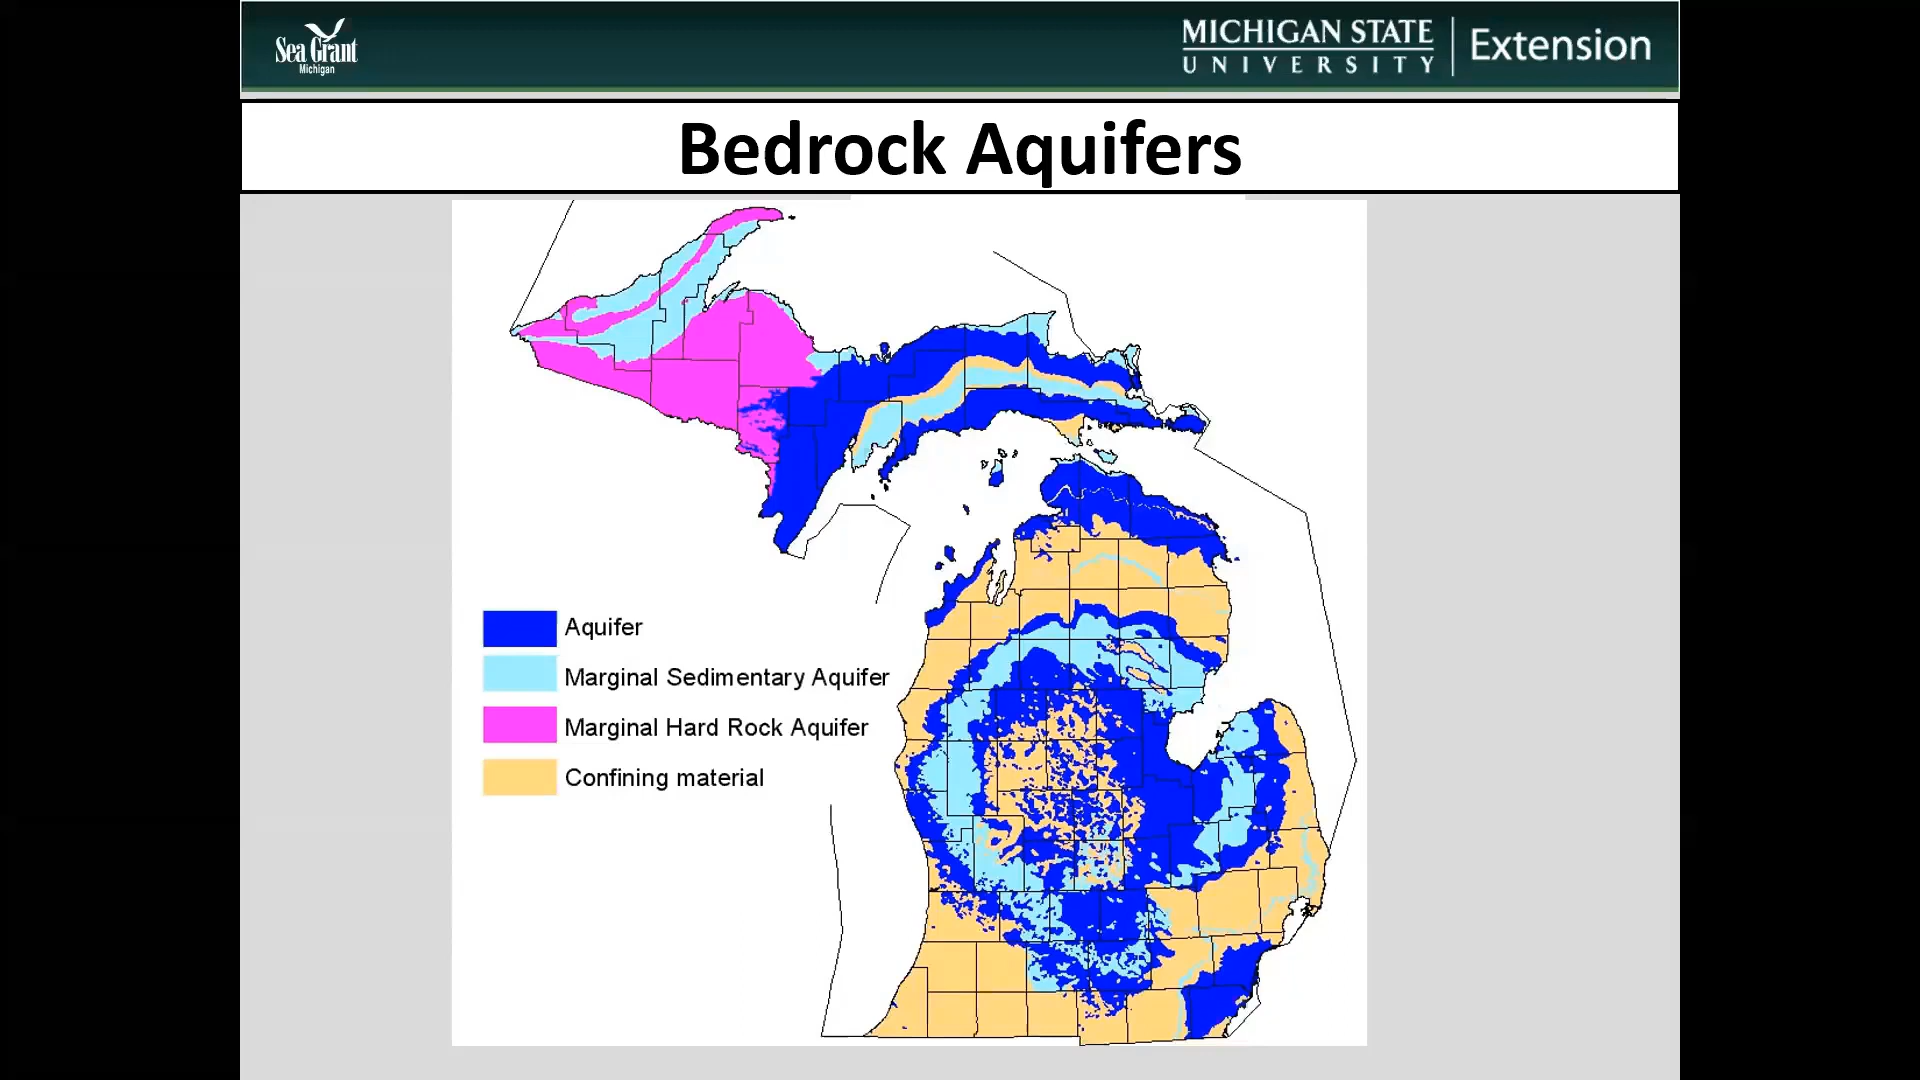 Sea Grant
Michigan
MICHIGAN STATE
UNIVERSITY
Extension
Bedrock Aquifers
Aquifer
Marginal Sedimentary Aquifer
Marginal Hard Rock Aquifer
Confining material